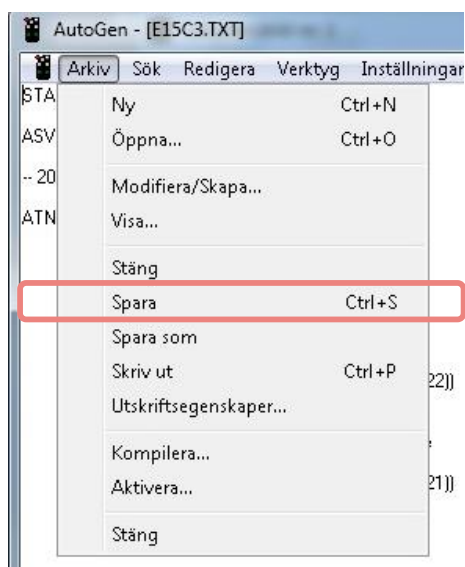 AutoGen - [E15C3.TXT]
Arkiv Sök Redigera Verktyg Inställningar
STA
Ny Ctrl+N
ASV
Öppna... Ctrl+O
-- 20
Modifiera/Skapa...
ATN
Visa...
Stäng
Spara Ctrl+S
Spara som
Skriv ut Ctrl+P
22))
Utskriftsegenskaper...
Kompilera...
Aktivera...
21))
Stäng